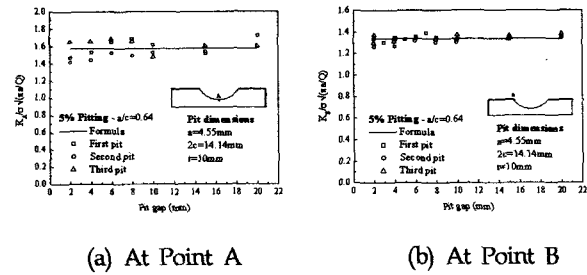 A
B
2.0
1.8
1.6
1.4
1.2
1.0
0.8
0.6
0.4
0.2
0.0
K_A/σ√(πa/Q)
5% Pitting - a/c=0.64
Formula
First pit
Second pit
Third pit
Pit dimensions
a=4.55mm
2c=14.14mm
t=10mm
0 2 4 6 8 10 12 14 16 18 20 22
Pit gap (mm)
1.6
1.4
1.2
1.0
0.8
0.6
0.4
0.2
0.0
5% Pitting - a/c=0.64
Formula
First pit
Second pit
Third pit
Pit dimensions
a=4.55mm
2c=14.14mm
t=10mm
0 2 4 6 8 10 12 14 16 18 20 22
Pit gap (mm)
(a) At Point A
(b) At Point B